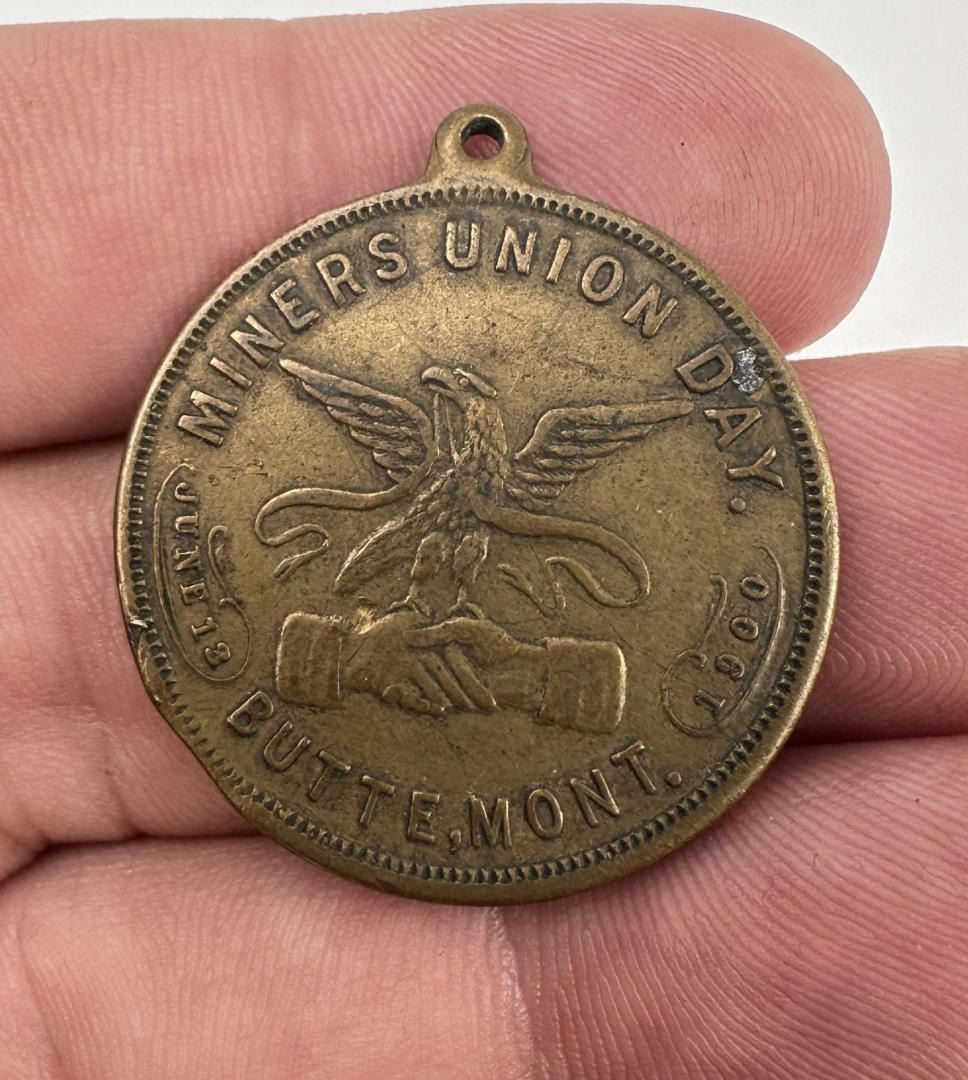 MINERS UNION DAY.
JUNE 13
1900
BUTTE, MONT.